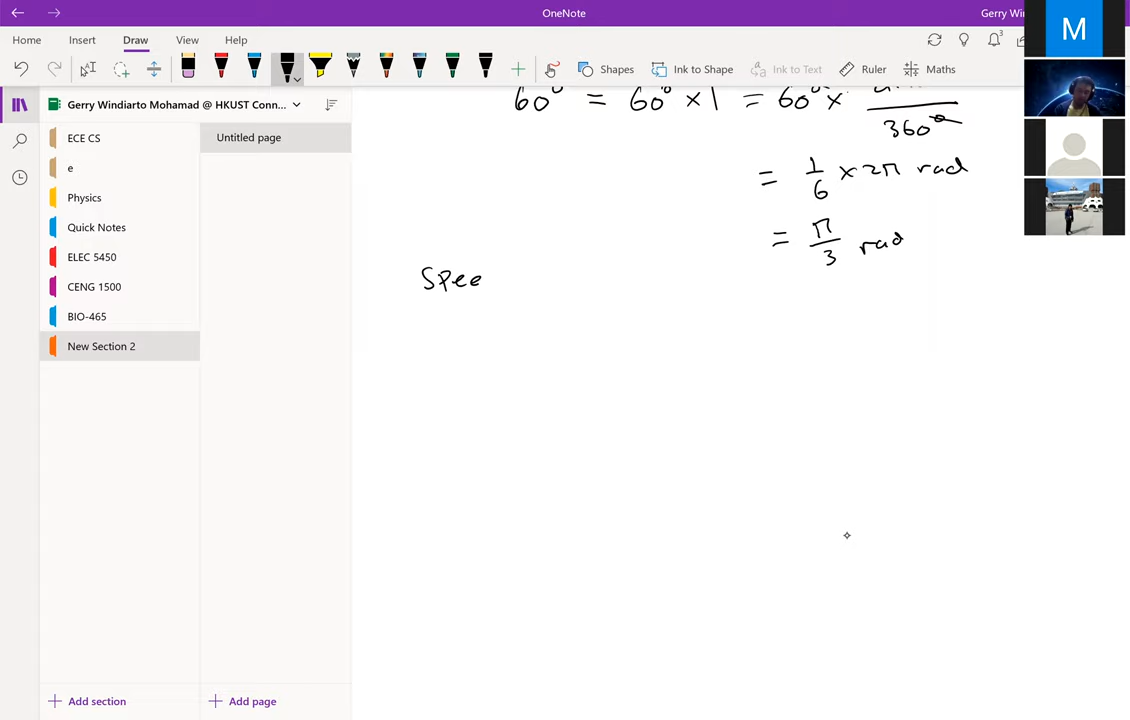 OneNote
Gerry Win
M
Home Insert Draw View Help
3
Shapes Ink to Shape Ink to Text Ruler Maths
Gerry Windiarto Mohamad @ HKUST Conn...
ECE CS
e
Physics
Quick Notes
ELEC 5450
CENG 1500
BIO-465
New Section 2
Untitled page
60° = 60° × 1 = 60° ×
360°
= 1/6 × 2π rad
= π/3 rad
Spee
+ Add section
+ Add page